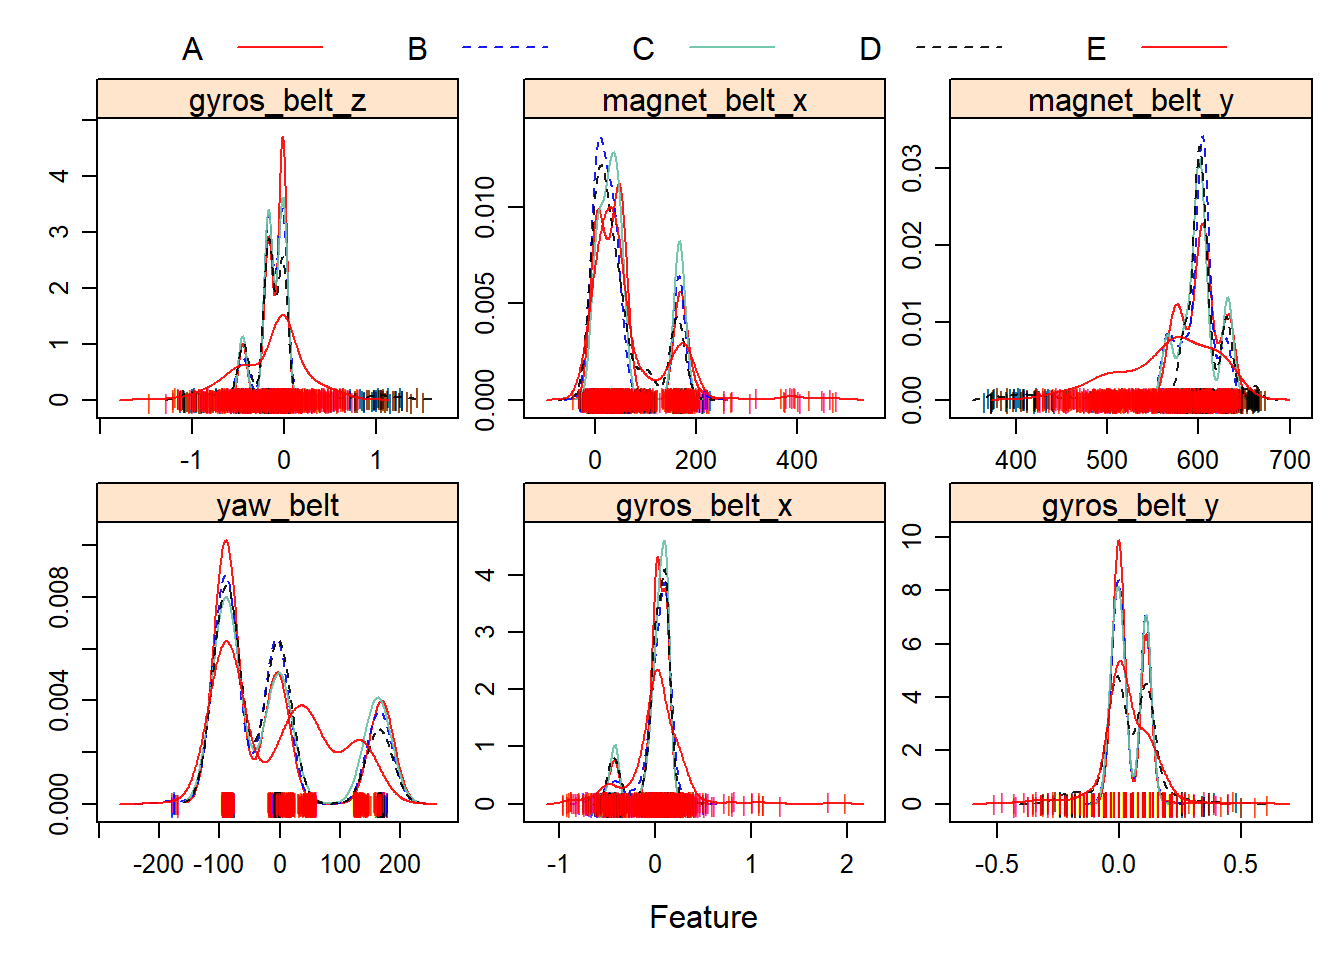 A B C D E
gyros_belt_z magnet_belt_x magnet_belt_y
0 1 2 3 4
0.000 0.005 0.010
0.00 0.01 0.02 0.03
-1 0 1
0 200 400
400 500 600 700
yaw_belt gyros_belt_x gyros_belt_y
0.000 0.004 0.008
0 1 2 3 4
0 2 4 6 8 10
-200 -100 0 100 200
-1 0 1 2
-0.5 0.0 0.5
Feature